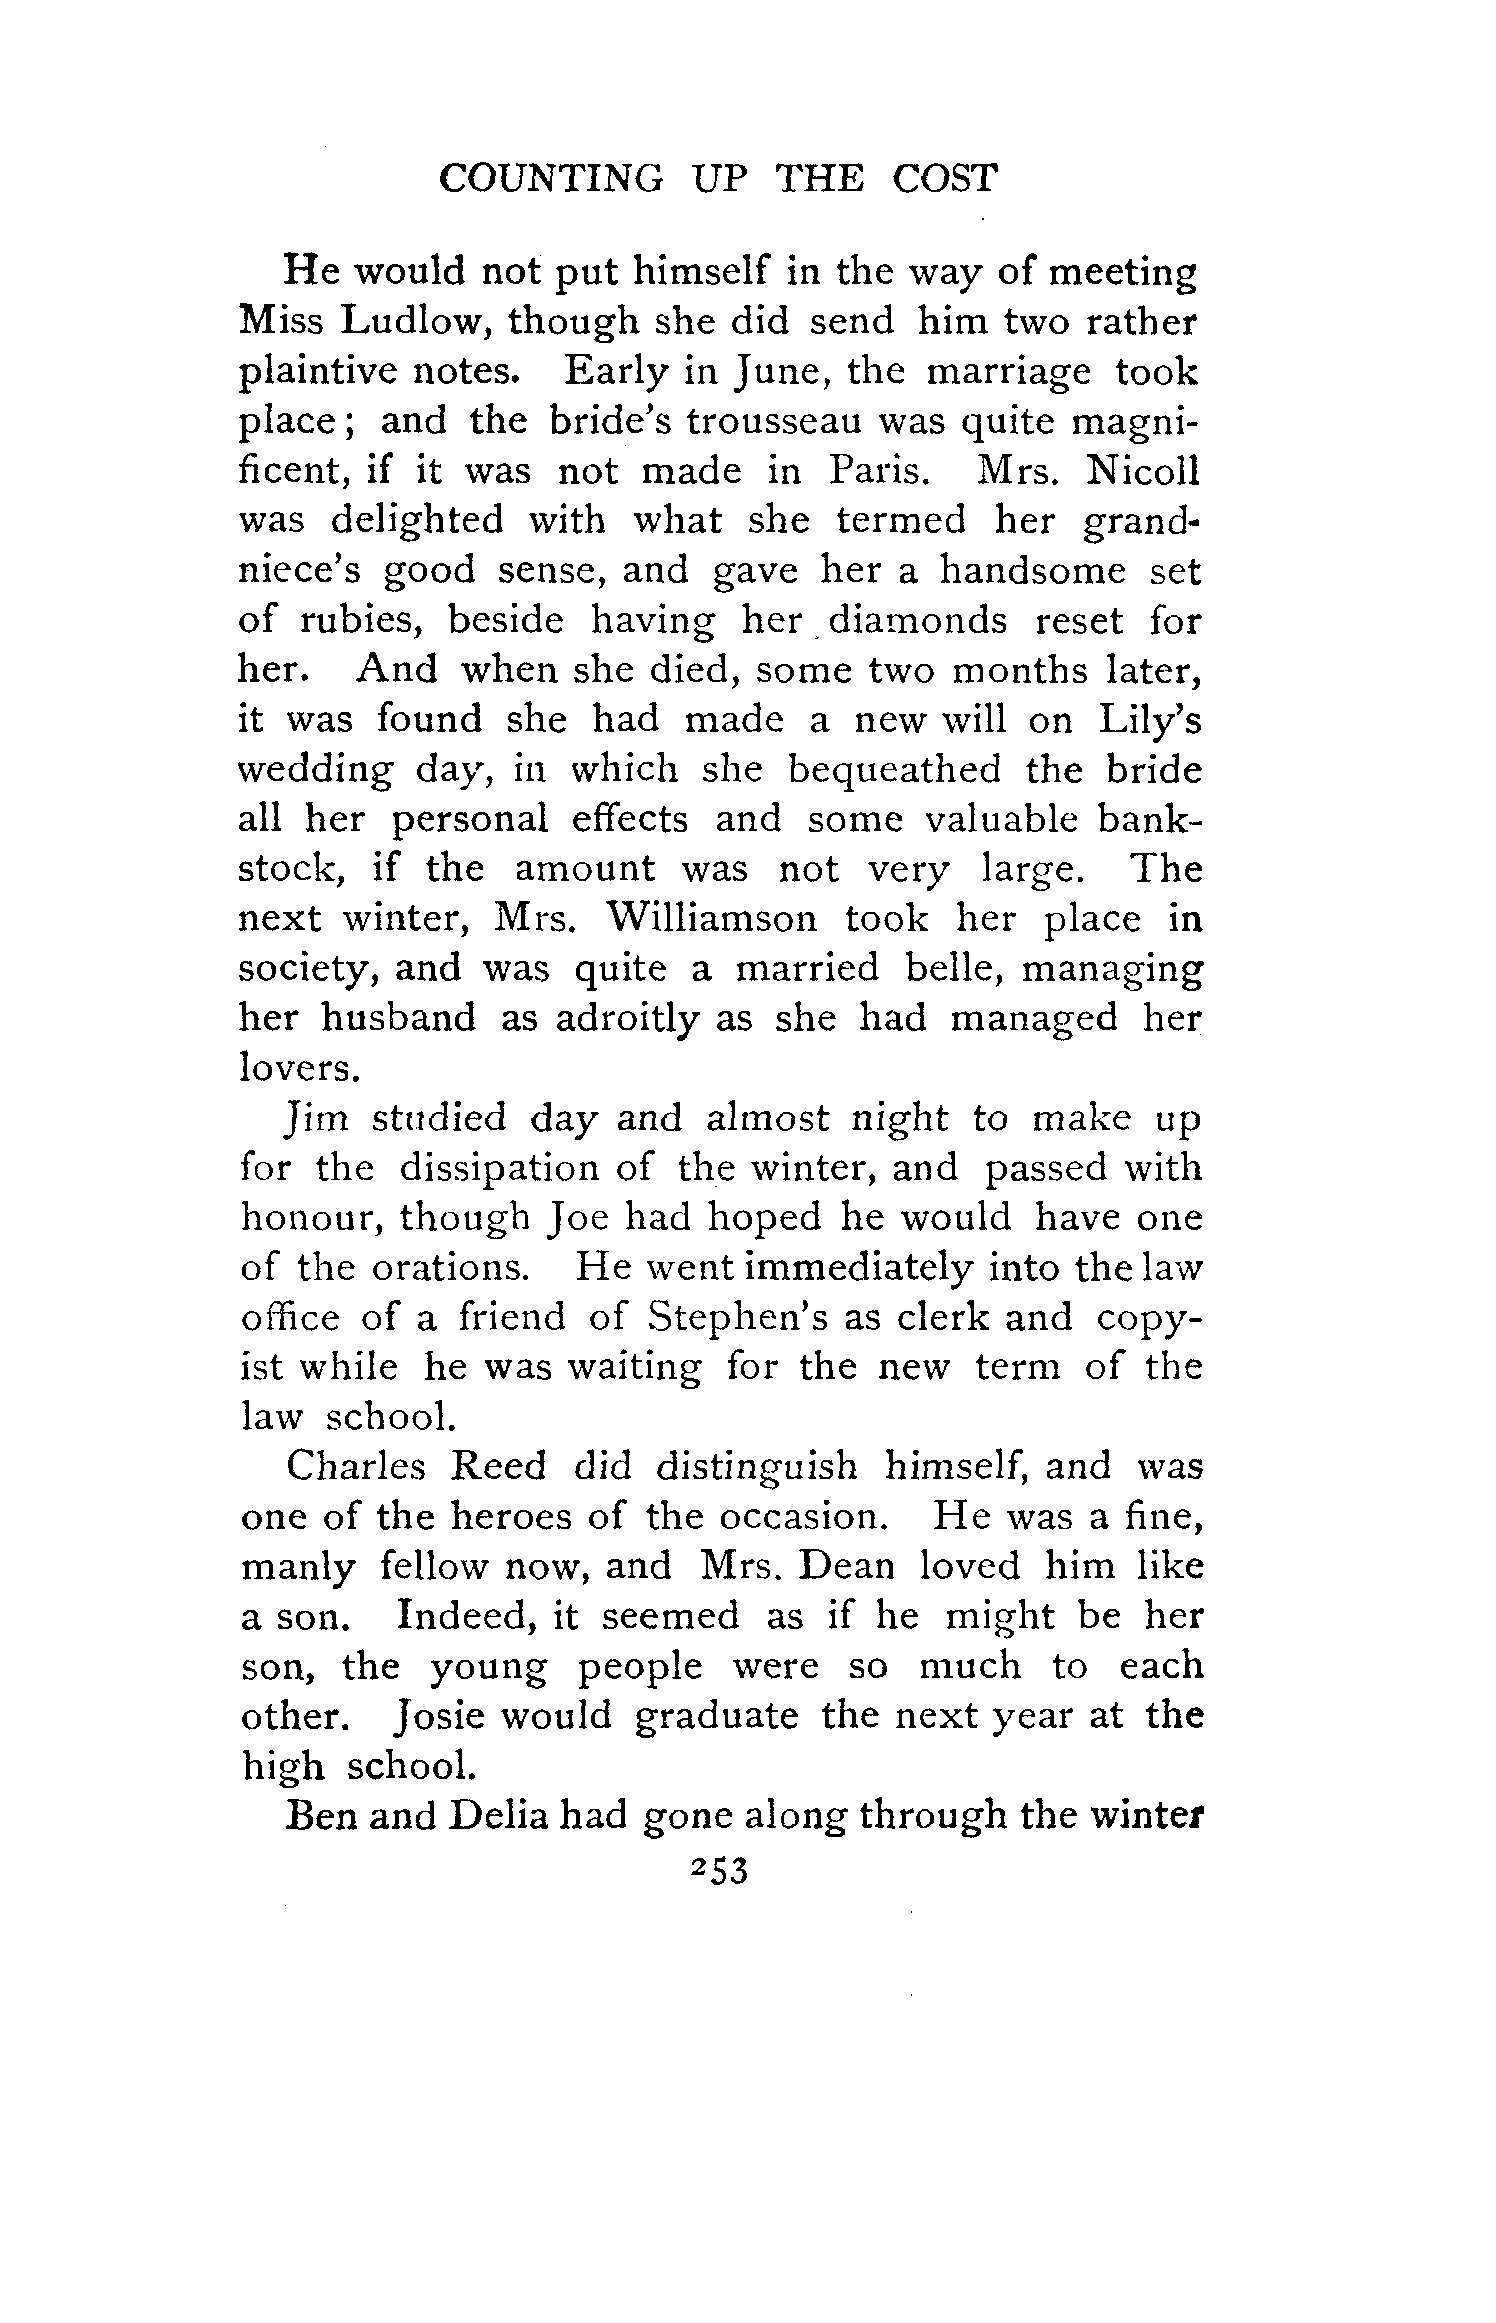 COUNTING UP THE COST
He would not put himself in the way of meeting
Miss Ludlow, though she did send him two rather
plaintive notes. Early in June, the marriage took
place; and the bride's trousseau was quite magni-
ficent, if it was not made in Paris. Mrs. Nicoll
was delighted with what she termed her grand-
niece's good sense, and gave her a handsome set
of rubies, beside having her diamonds reset for
her. And when she died, some two months later,
it was found she had made a new will on Lily's
wedding day, in which she bequeathed the bride
all her personal effects and some valuable bank-
stock, if the amount was not very large. The
next winter, Mrs. Williamson took her place in
society, and was quite a married belle, managing
her husband as adroitly as she had managed her
lovers.
Jim studied day and almost night to make up
for the dissipation of the winter, and passed with
honour, though Joe had hoped he would have one
of the orations. He went immediately into the law
office of a friend of Stephen's as clerk and copy-
ist while he was waiting for the new term of the
law school.
Charles Reed did distinguish himself, and was
one of the heroes of the occasion. He was a fine,
manly fellow now, and Mrs. Dean loved him like
a son. Indeed, it seemed as if he might be her
son, the young people were so much to each
other. Josie would graduate the next year at the
high school.
Ben and Delia had gone along through the winter
253